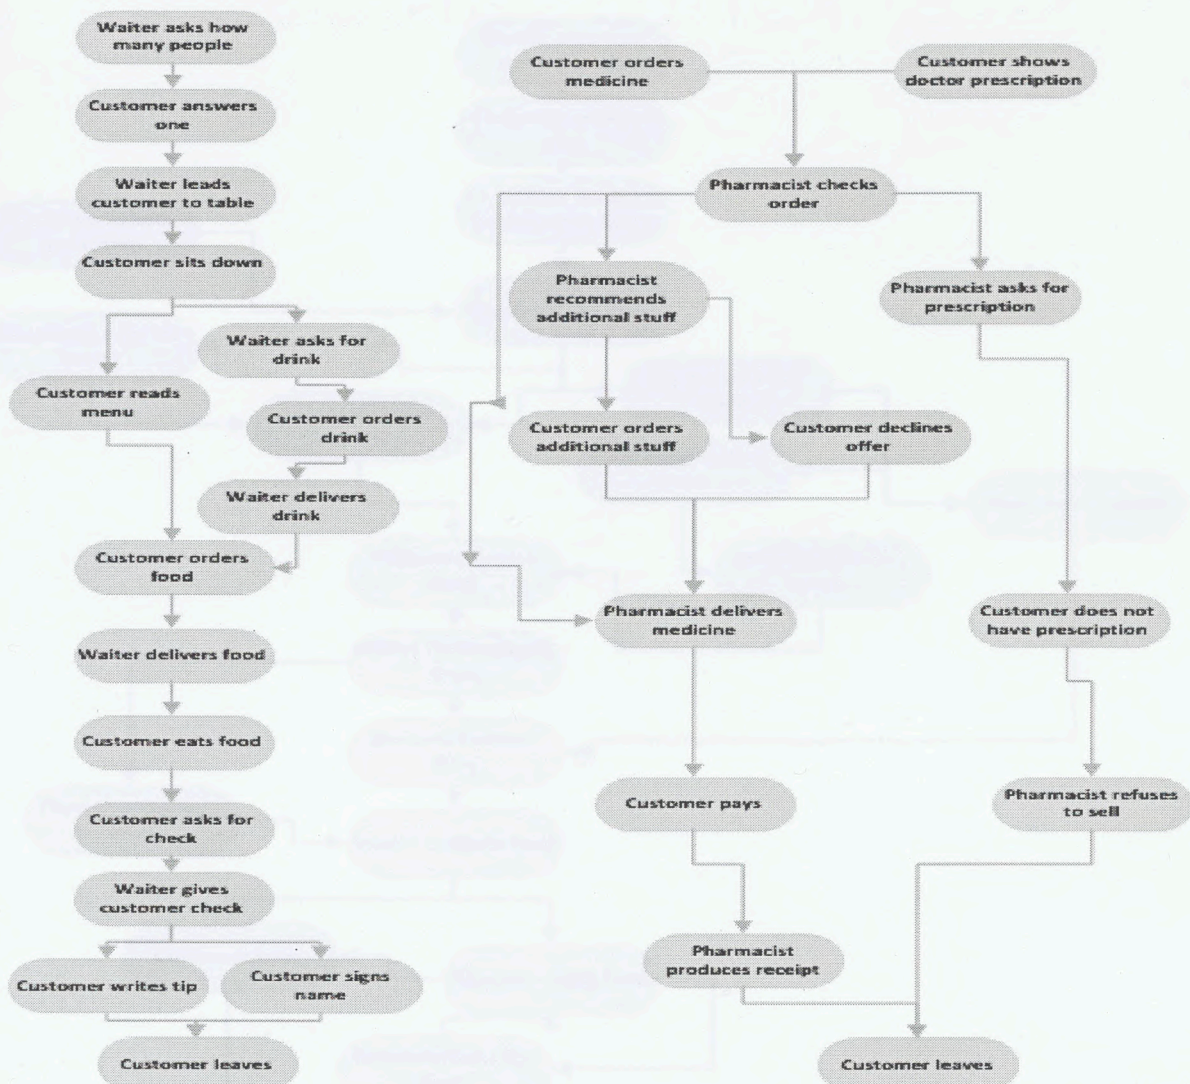 Waiter asks how
many people
Customer answers
one
Waiter leads
customer to table
Customer sits down
Waiter asks for
drink
Customer reads
menu
Customer orders
drink
Waiter delivers
drink
Customer orders
food
Waiter delivers food
Customer eats food
Customer asks for
check
Waiter gives
customer check
Customer writes tip
Customer signs
name
Customer leaves
Customer orders
medicine
Customer shows
doctor prescription
Pharmacist checks
order
Pharmacist
recommends
additional stuff
Pharmacist asks for
prescription
Customer orders
additional stuff
Customer declines
offer
Pharmacist delivers
medicine
Customer does not
have prescription
Customer pays
Pharmacist refuses
to sell
Pharmacist
produces receipt
Customer leaves